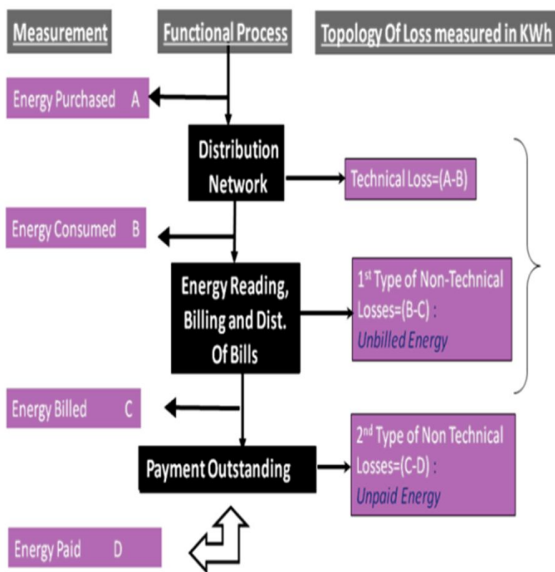 Measurement
Functional Process
Topology Of Loss measured in KWh
Energy Purchased A
Distribution
Network
Technical Loss=(A-B)
Energy Consumed B
Energy Reading,
Billing and Dist.
Of Bills
1st Type of Non-Technical
Losses=(B-C) :
Unbilled Energy
Energy Billed C
Payment Outstanding
2nd Type of Non Technical
Losses=(C-D) :
Unpaid Energy
Energy Paid D